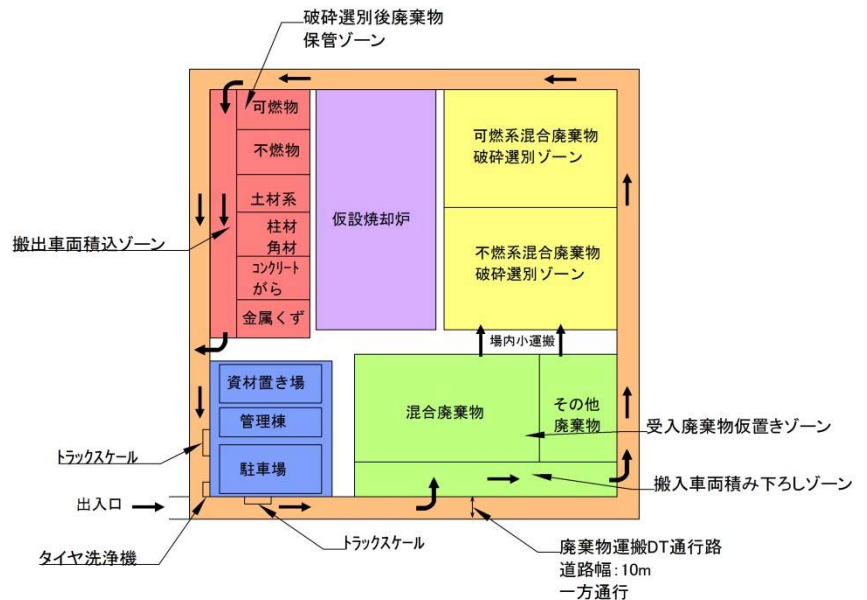 破砕選別後廃棄物
保管ゾーン
可燃物
不燃物
土材系
柱材
角材
コンクリート
がら
金属くず
搬出車両積込ゾーン
仮設焼却炉
可燃系混合廃棄物
破砕選別ゾーン
不燃系混合廃棄物
破砕選別ゾーン
場内小運搬
資材置き場
管理棟
駐車場
混合廃棄物
その他
廃棄物
受入廃棄物仮置きゾーン
搬入車両積み下ろしゾーン
トラックスケール
出入口
タイヤ洗浄機
トラックスケール
廃棄物運搬DT通行路
道路幅：10m
一方通行